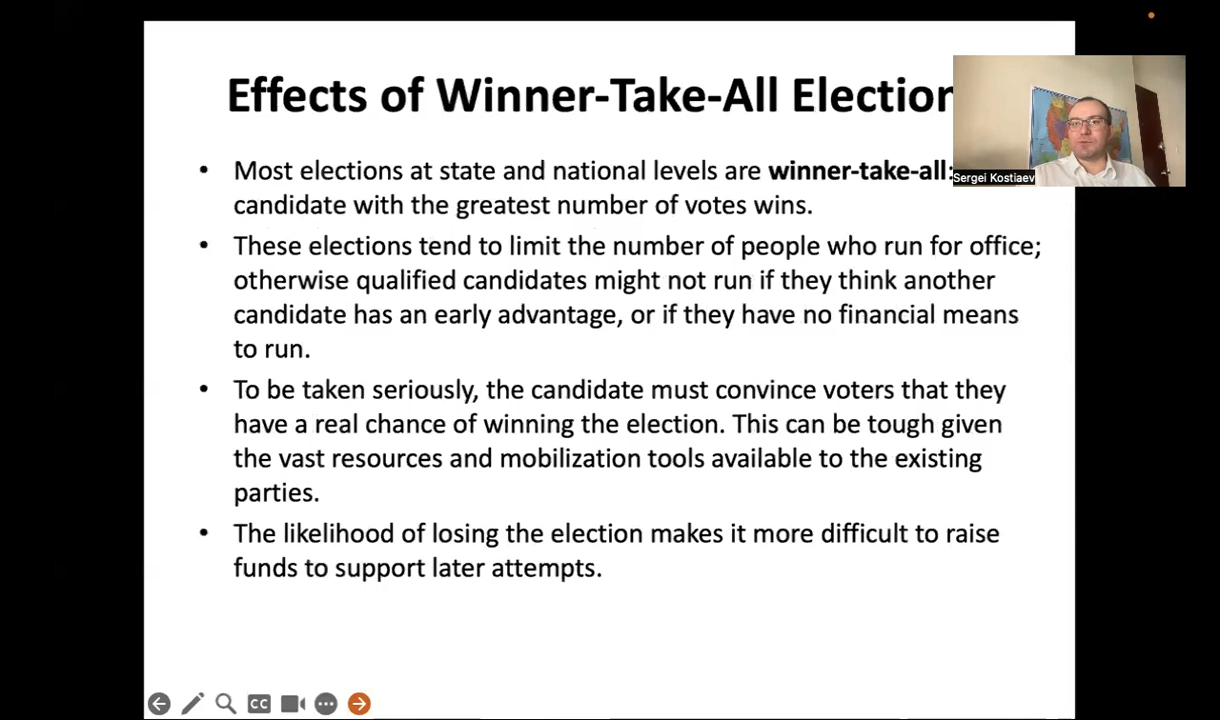 Effects of Winner-Take-All Election
• Most elections at state and national levels are winner-take-all:
candidate with the greatest number of votes wins.
• These elections tend to limit the number of people who run for office;
otherwise qualified candidates might not run if they think another
candidate has an early advantage, or if they have no financial means
to run.
• To be taken seriously, the candidate must convince voters that they
have a real chance of winning the election. This can be tough given
the vast resources and mobilization tools available to the existing
parties.
• The likelihood of losing the election makes it more difficult to raise
funds to support later attempts.
Sergei Kostiaev
CC